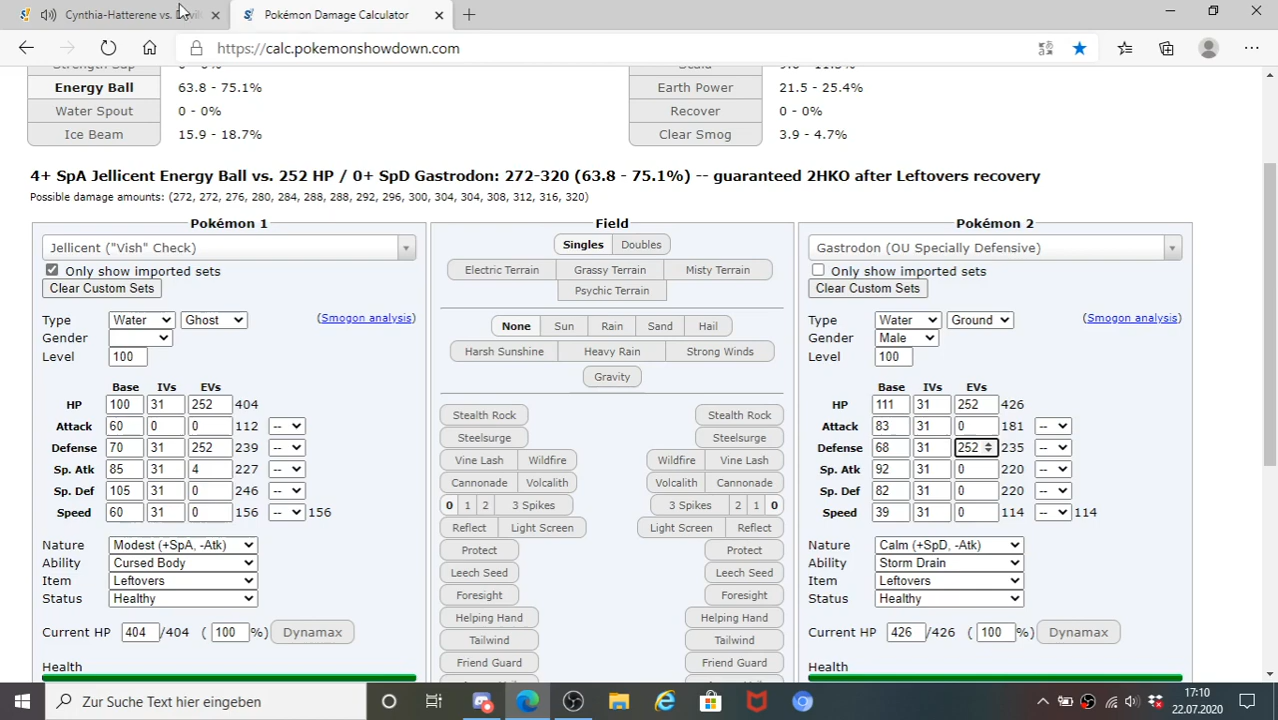 Cynthia-Hatterene vs.
Pokémon Damage Calculator
https://calc.pokemonshowdown.com
Strength Sap 0 - 0%
Energy Ball 63.8 - 75.1%
Earth Power 21.5 - 25.4%
Water Spout 0 - 0%
Recover 0 - 0%
Ice Beam 15.9 - 18.7%
Clear Smog 3.9 - 4.7%
4+ SpA Jellicent Energy Ball vs. 252 HP / 0+ SpD Gastrodon: 272-320 (63.8 - 75.1%) -- guaranteed 2HKO after Leftovers recovery
Possible damage amounts: (272, 272, 276, 280, 284, 288, 288, 292, 296, 300, 304, 304, 308, 312, 316, 320)
Pokémon 1
Jellicent ("Vish" Check)
Only show imported sets
Clear Custom Sets
Type Water Ghost (Smogon analysis)
Gender
Level 100
Base IVs EVs
HP 100 31 252 404
Attack 60 0 0 112 --
Defense 70 31 252 239 --
Sp. Atk 85 31 4 227 --
Sp. Def 105 31 0 246 --
Speed 60 31 0 156 -- 156
Nature Modest (+SpA, -Atk)
Ability Cursed Body
Item Leftovers
Status Healthy
Current HP 404 /404 ( 100 %) Dynamax
Health
Field
Singles Doubles
Electric Terrain Grassy Terrain Misty Terrain
Psychic Terrain
None Sun Rain Sand Hail
Harsh Sunshine Heavy Rain Strong Winds
Gravity
Stealth Rock Stealth Rock
Steelsurge Steelsurge
Vine Lash Wildfire Wildfire Vine Lash
Cannonade Volcalith Volcalith Cannonade
0 1 2 3 Spikes 3 Spikes 2 1 0
Reflect Light Screen Light Screen Reflect
Protect Protect
Leech Seed Leech Seed
Foresight Foresight
Helping Hand Helping Hand
Tailwind Tailwind
Friend Guard Friend Guard
Pokémon 2
Gastrodon (OU Specially Defensive)
Only show imported sets
Clear Custom Sets
Type Water Ground (Smogon analysis)
Gender Male
Level 100
Base IVs EVs
HP 111 31 252 426
Attack 83 31 0 181 --
Defense 68 31 252 235 --
Sp. Atk 92 31 0 220 --
Sp. Def 82 31 0 220 --
Speed 39 31 0 114 -- 114
Nature Calm (+SpD, -Atk)
Ability Storm Drain
Item Leftovers
Status Healthy
Current HP 426 /426 ( 100 %) Dynamax
Health
Zur Suche Text hier eingeben
17:10
22.07.2020